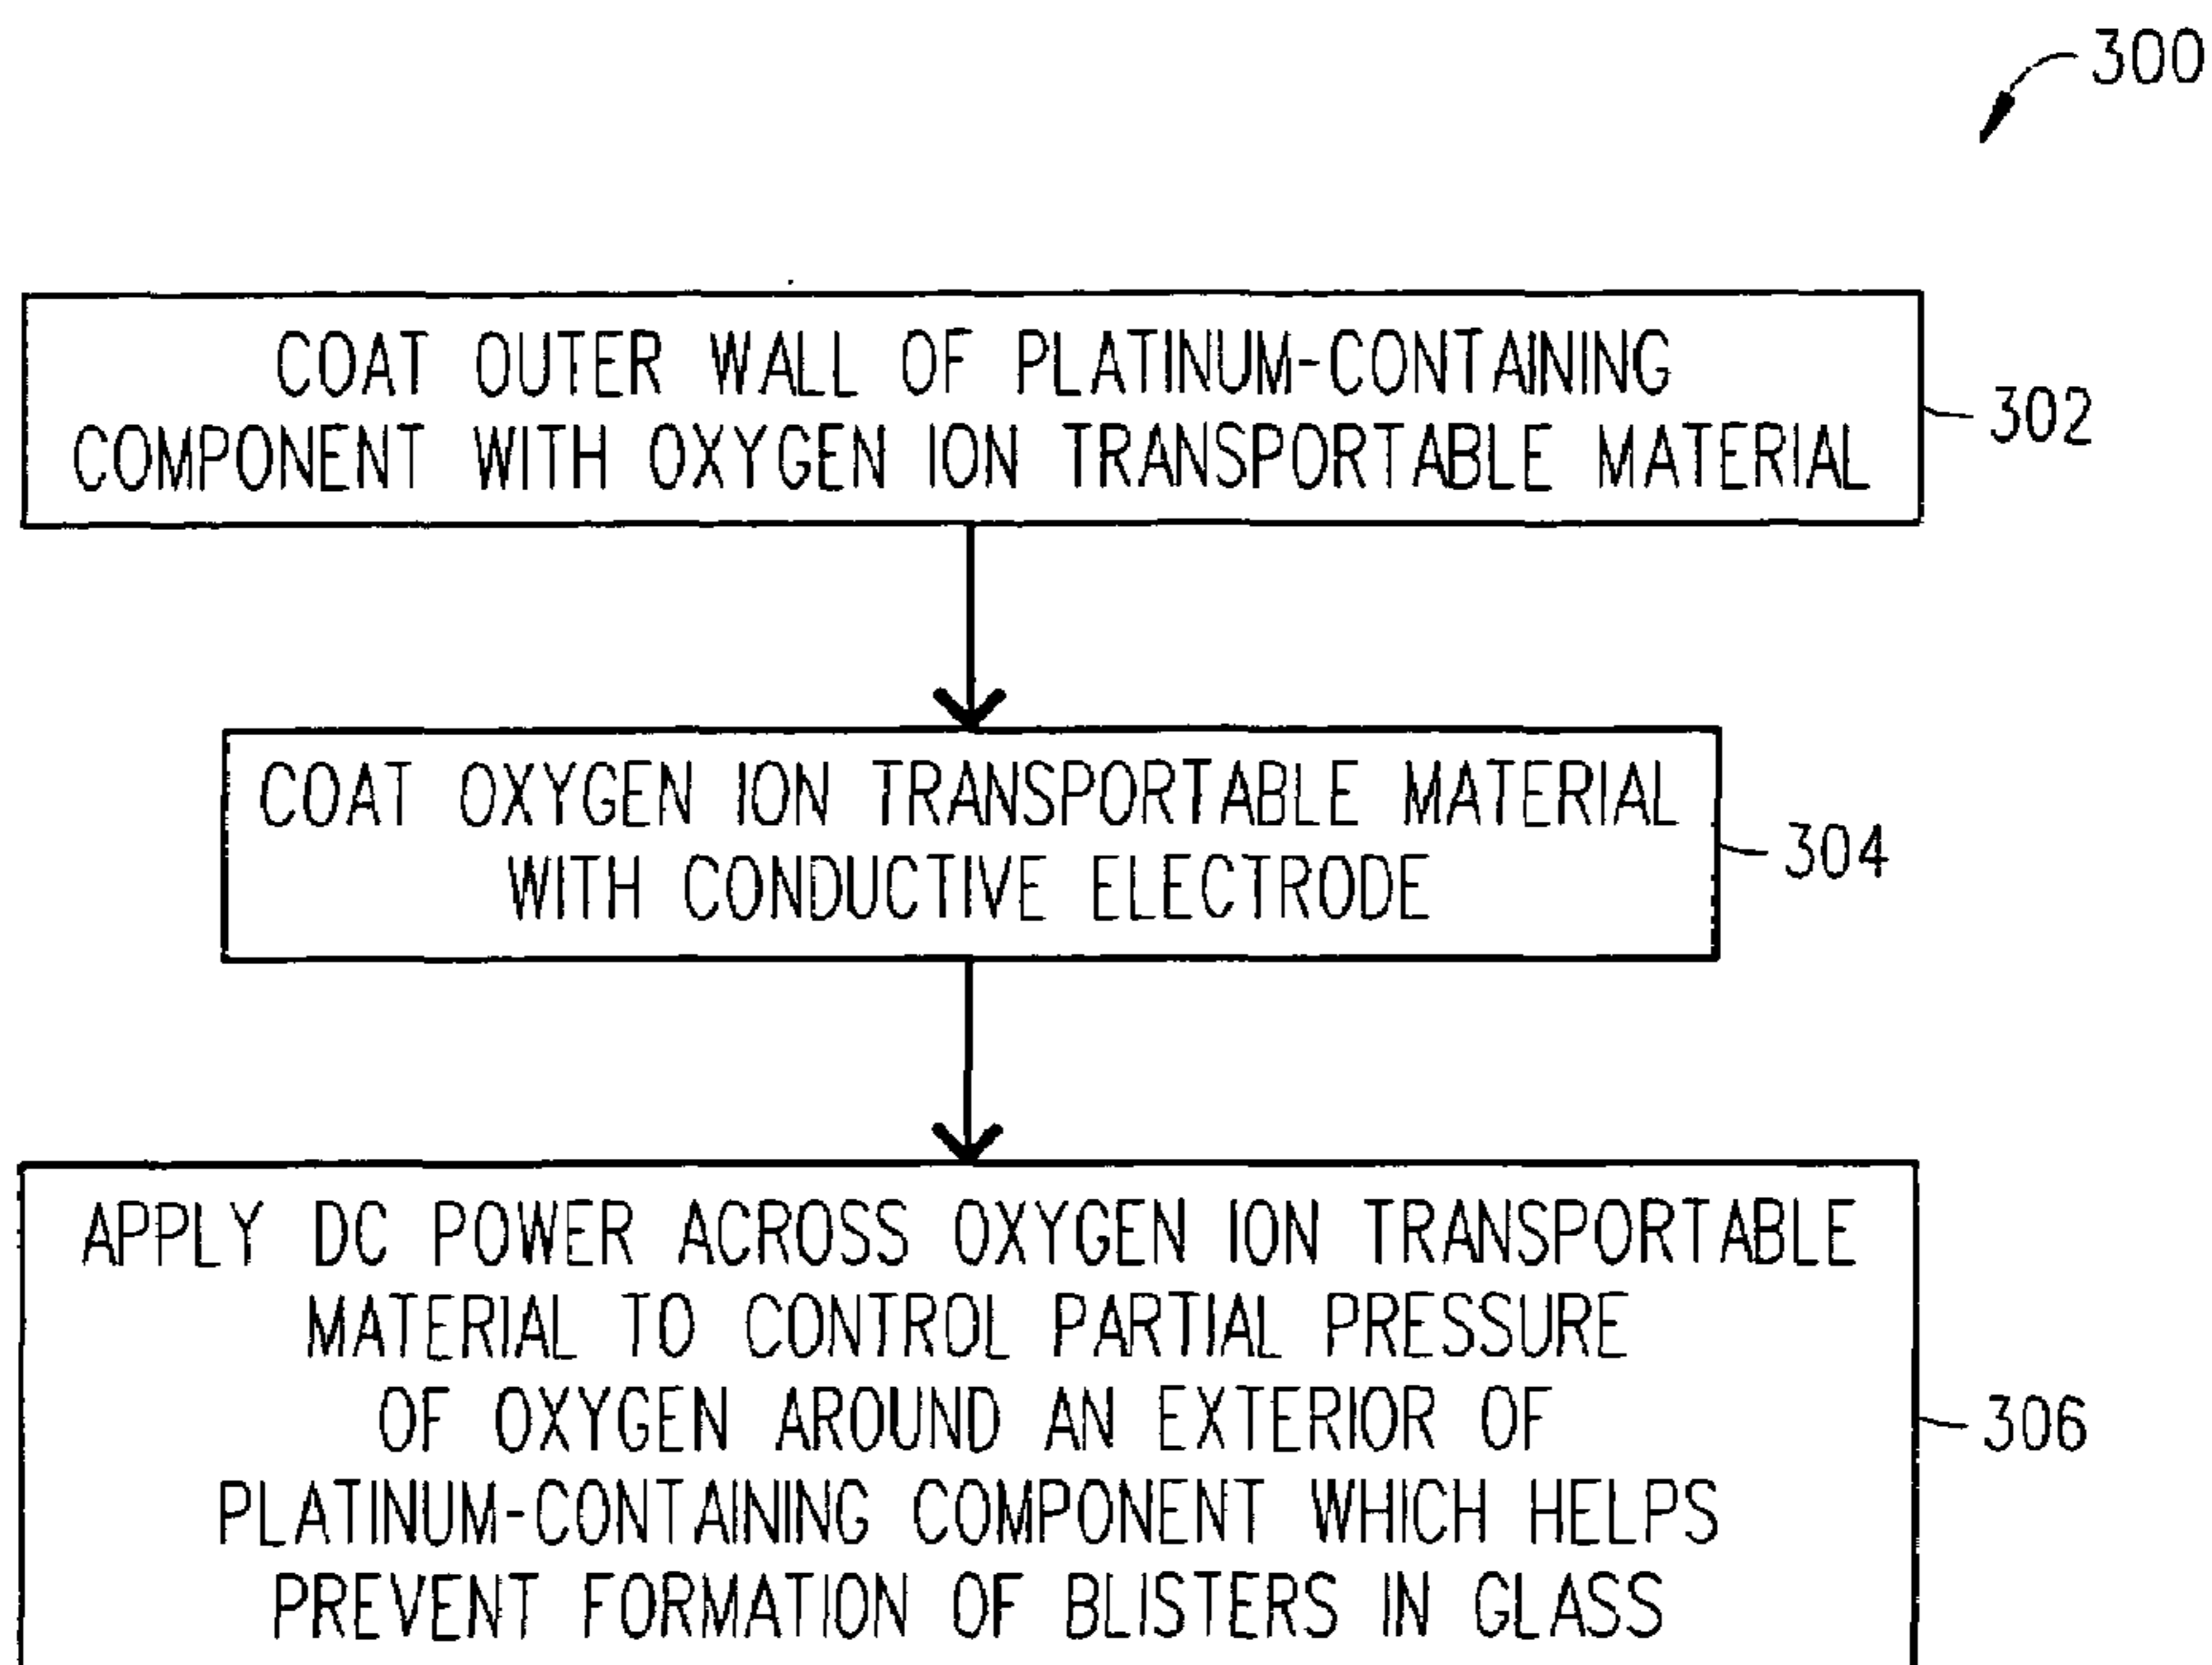 300
COAT OUTER WALL OF PLATINUM-CONTAINING
COMPONENT WITH OXYGEN ION TRANSPORTABLE MATERIAL
302
COAT OXYGEN ION TRANSPORTABLE MATERIAL
WITH CONDUCTIVE ELECTRODE
304
APPLY DC POWER ACROSS OXYGEN ION TRANSPORTABLE
MATERIAL TO CONTROL PARTIAL PRESSURE
OF OXYGEN AROUND AN EXTERIOR OF
PLATINUM-CONTAINING COMPONENT WHICH HELPS
PREVENT FORMATION OF BLISTERS IN GLASS
306